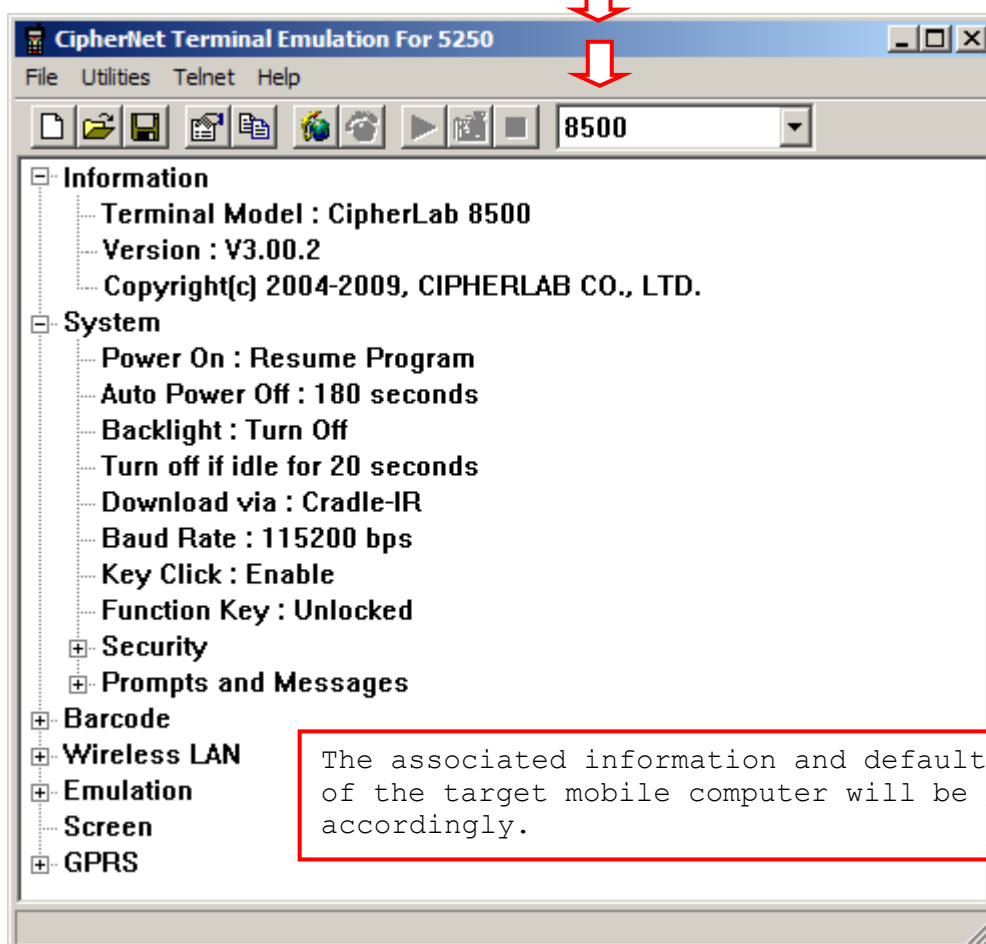 CipherNet Terminal Emulation For 5250
File Utilities Telnet Help
8500
Information
Terminal Model : CipherLab 8500
Version : V3.00.2
Copyright(c) 2004-2009, CIPHERLAB CO., LTD.
System
Power On : Resume Program
Auto Power Off : 180 seconds
Backlight : Turn Off
Turn off if idle for 20 seconds
Download via : Cradle-IR
Baud Rate : 115200 bps
Key Click : Enable
Function Key : Unlocked
Security
Prompts and Messages
Barcode
Wireless LAN
Emulation
Screen
GPRS
The associated information and default
of the target mobile computer will be
accordingly.